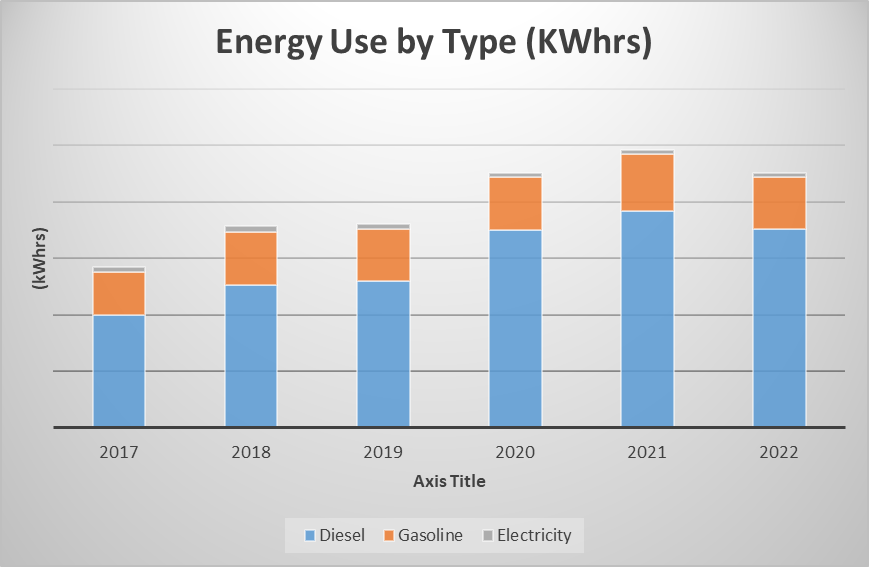 Energy Use by Type (KWhrs)
(kWhrs)
2017 2018 2019 2020 2021 2022
Axis Title
Diesel Gasoline Electricity